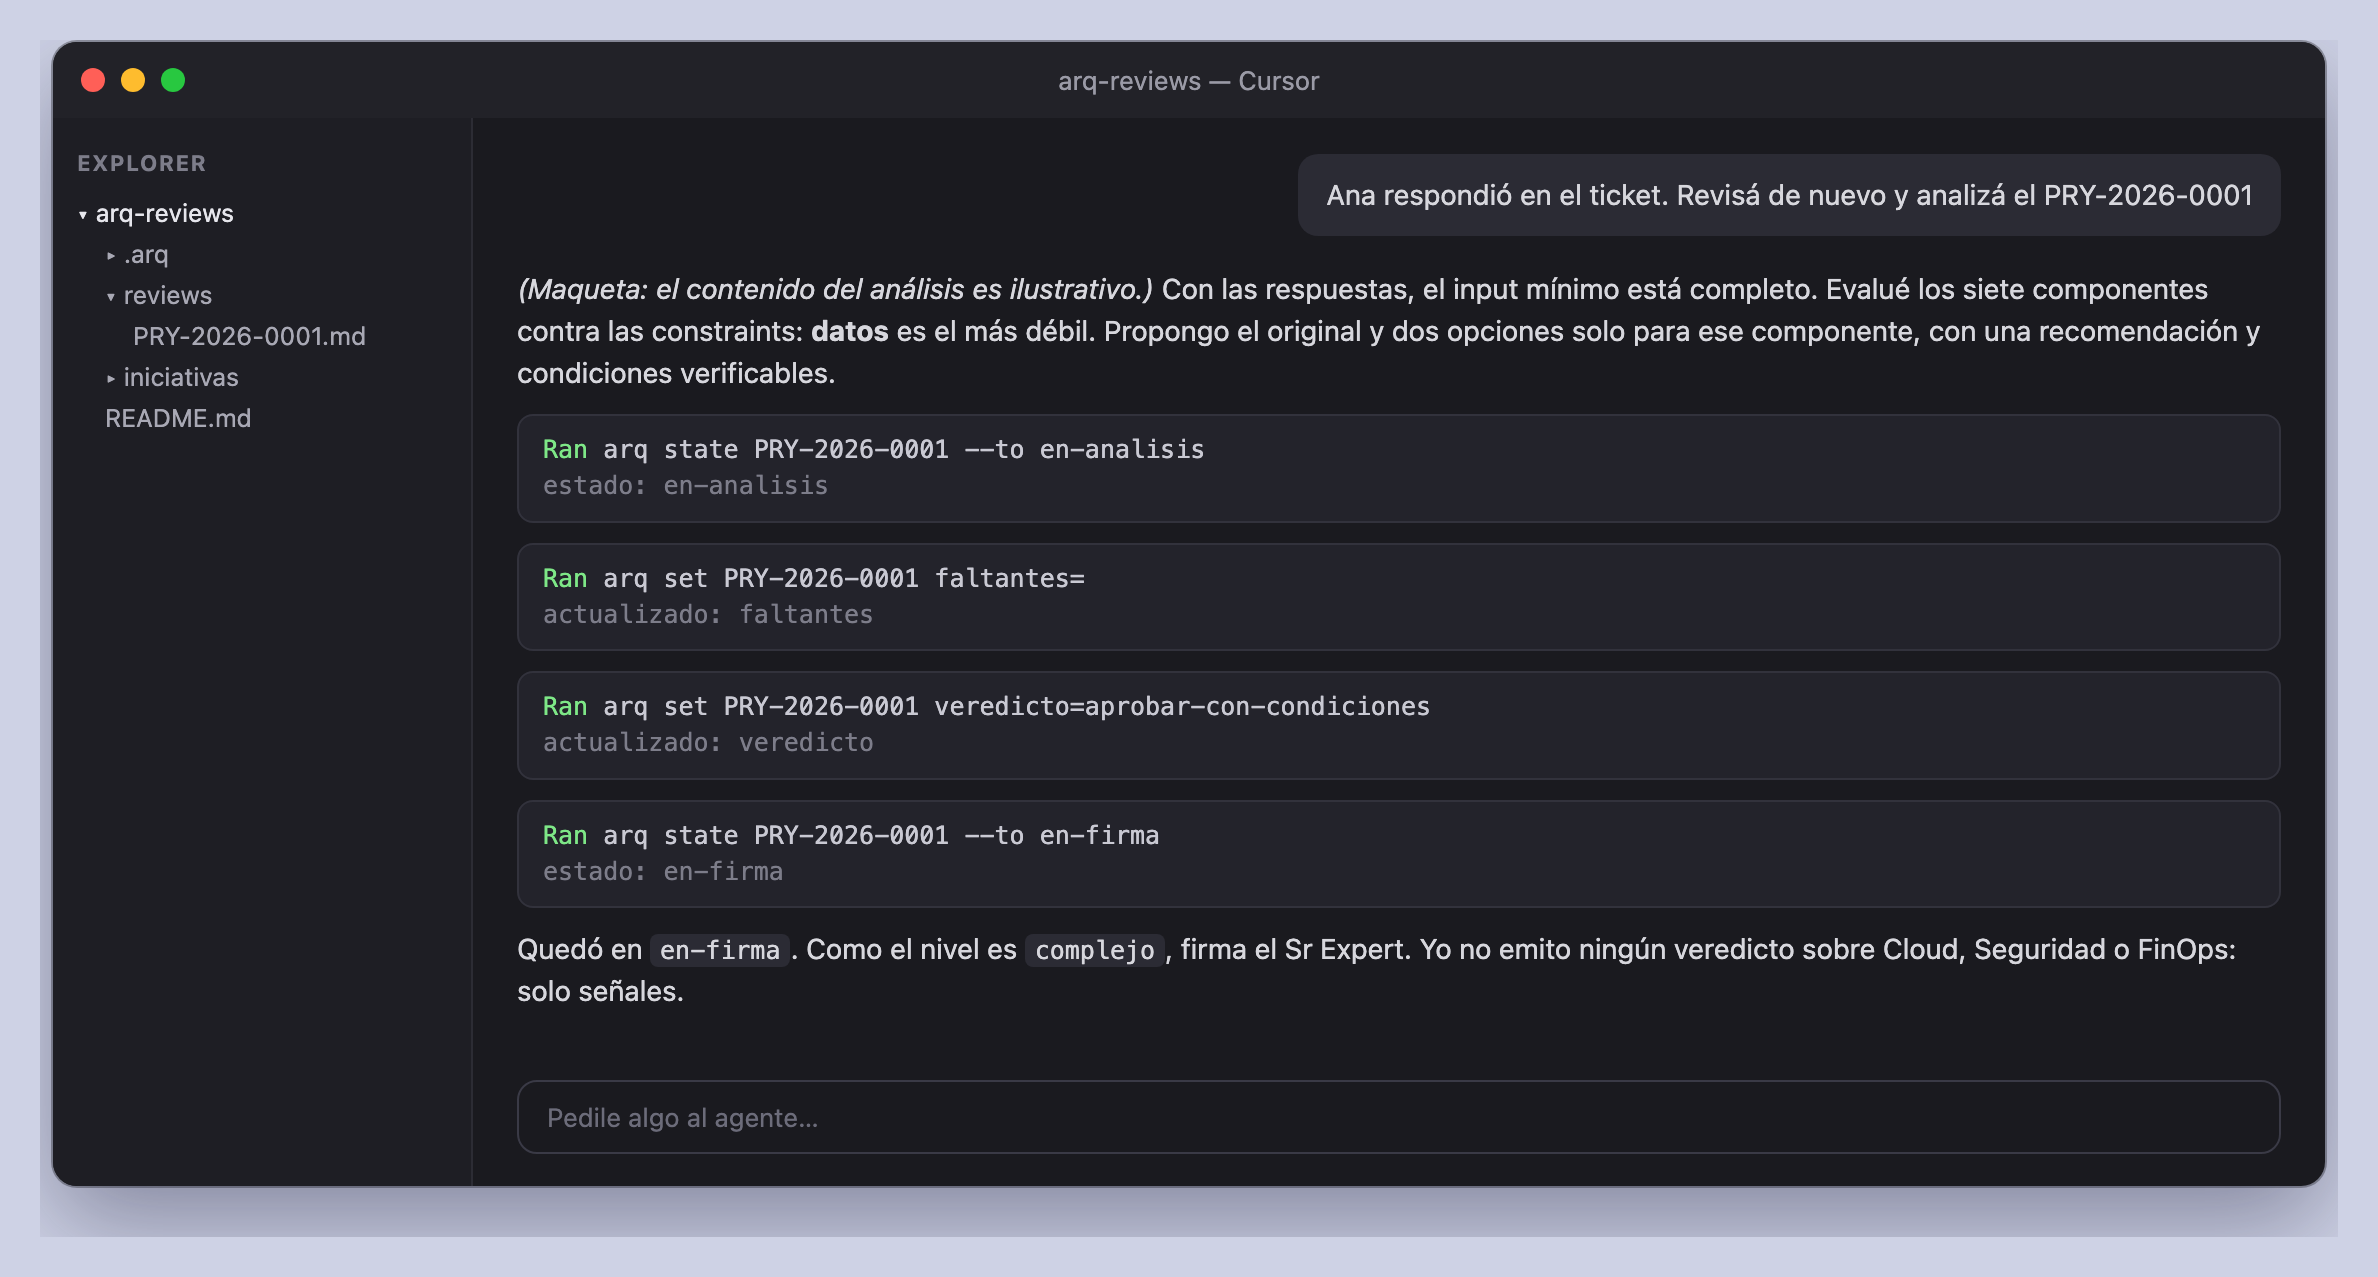 arq-reviews — Cursor
EXPLORER
arq-reviews
.arq
reviews
PRY-2026-0001.md
iniciativas
README.md
Ana respondió en el ticket. Revisá de nuevo y analizá el PRY-2026-0001
(Maqueta: el contenido del análisis es ilustrativo.) Con las respuestas, el input mínimo está completo. Evalué los siete componentes
contra las constraints: datos es el más débil. Propongo el original y dos opciones solo para ese componente, con una recomendación y
condiciones verificables.
Ran arq state PRY-2026-0001 --to en-analisis
estado: en-analisis
Ran arq set PRY-2026-0001 faltantes=
actualizado: faltantes
Ran arq set PRY-2026-0001 veredicto=aprobar-con-condiciones
actualizado: veredicto
Ran arq state PRY-2026-0001 --to en-firma
estado: en-firma
Quedó en en-firma. Como el nivel es complejo, firma el Sr Expert. Yo no emito ningún veredicto sobre Cloud, Seguridad o FinOps:
solo señales.
Pedile algo al agente...